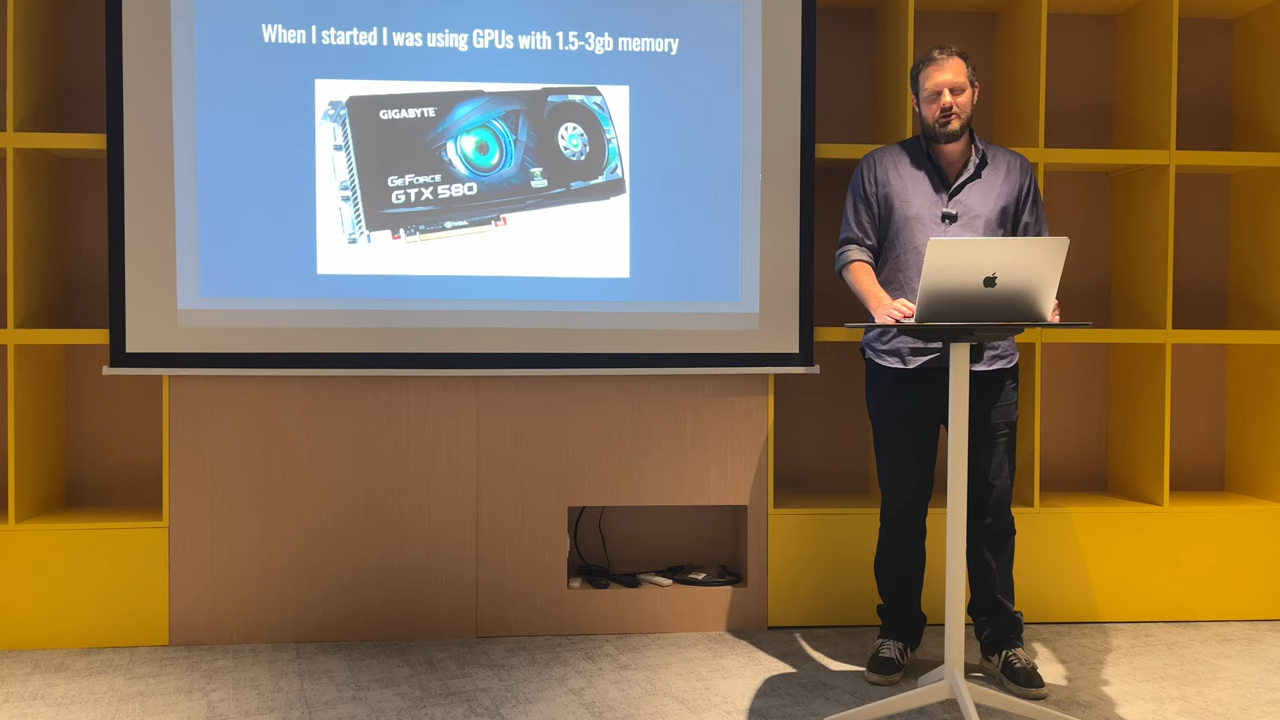 When I started I was using GPUs with 1.5-3gb memory
GIGABYTE
GEFORCE
GTX 580